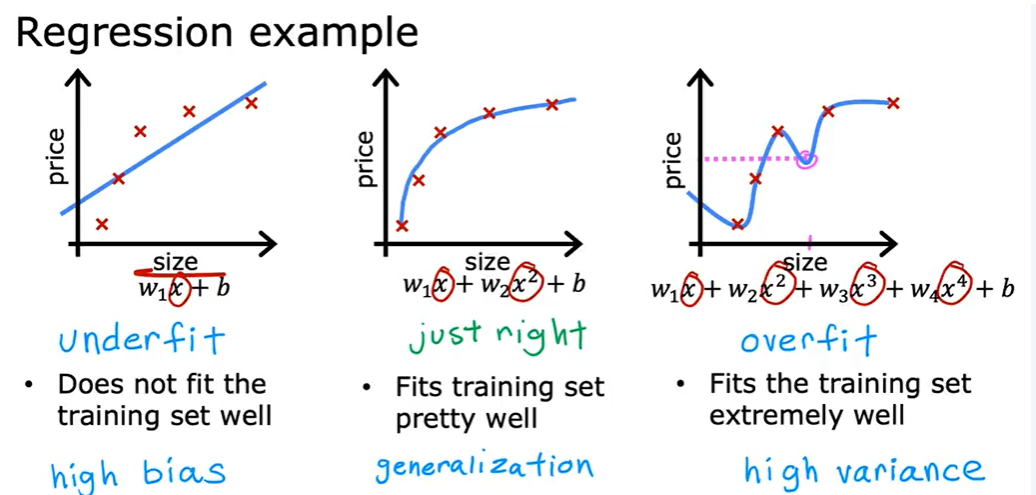 Regression example
price
size
w₁x + b
underfit
• Does not fit the
training set well
high bias
price
size
w₁x + w₂x² + b
just right
• Fits training set
pretty well
generalization
price
size
w₁x + w₂x² + w₃x³ + w₄x⁴ + b
overfit
• Fits the training set
extremely well
high variance